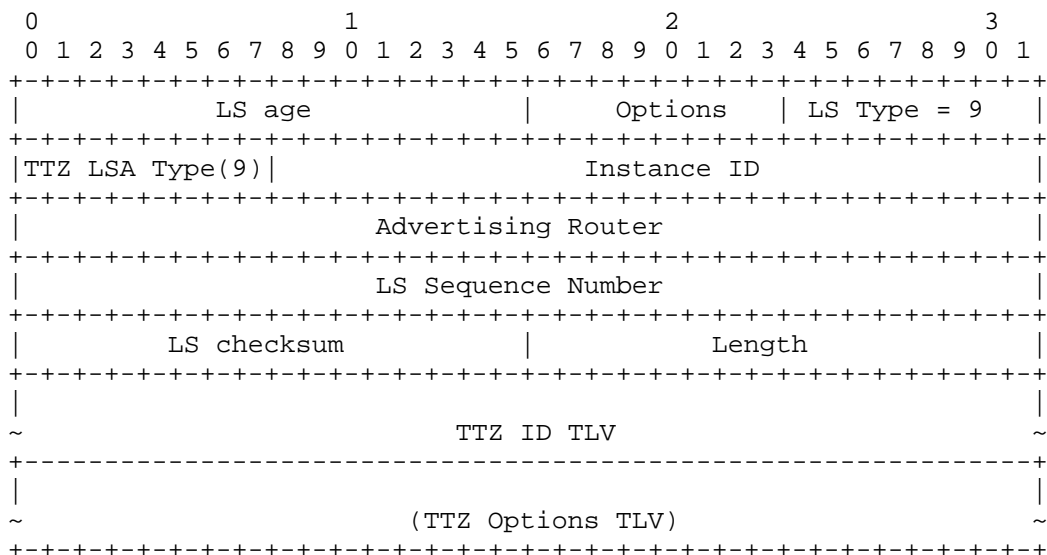 0                   1                   2                   3
 0 1 2 3 4 5 6 7 8 9 0 1 2 3 4 5 6 7 8 9 0 1 2 3 4 5 6 7 8 9 0 1
+-+-+-+-+-+-+-+-+-+-+-+-+-+-+-+-+-+-+-+-+-+-+-+-+-+-+-+-+-+-+-+-+
|            LS age             |     Options   | LS Type = 9   |
+-+-+-+-+-+-+-+-+-+-+-+-+-+-+-+-+-+-+-+-+-+-+-+-+-+-+-+-+-+-+-+-+
|TTZ LSA Type(9)|                   Instance ID                 |
+-+-+-+-+-+-+-+-+-+-+-+-+-+-+-+-+-+-+-+-+-+-+-+-+-+-+-+-+-+-+-+-+
|                      Advertising Router                       |
+-+-+-+-+-+-+-+-+-+-+-+-+-+-+-+-+-+-+-+-+-+-+-+-+-+-+-+-+-+-+-+-+
|                      LS Sequence Number                       |
+-+-+-+-+-+-+-+-+-+-+-+-+-+-+-+-+-+-+-+-+-+-+-+-+-+-+-+-+-+-+-+-+
|         LS checksum           |           Length              |
+-+-+-+-+-+-+-+-+-+-+-+-+-+-+-+-+-+-+-+-+-+-+-+-+-+-+-+-+-+-+-+-+
|                                                               |
~                           TTZ ID TLV                          ~
+---------------------------------------------------------------+
|                                                               |
~                        (TTZ Options TLV)                      ~
+-+-+-+-+-+-+-+-+-+-+-+-+-+-+-+-+-+-+-+-+-+-+-+-+-+-+-+-+-+-+-+-+